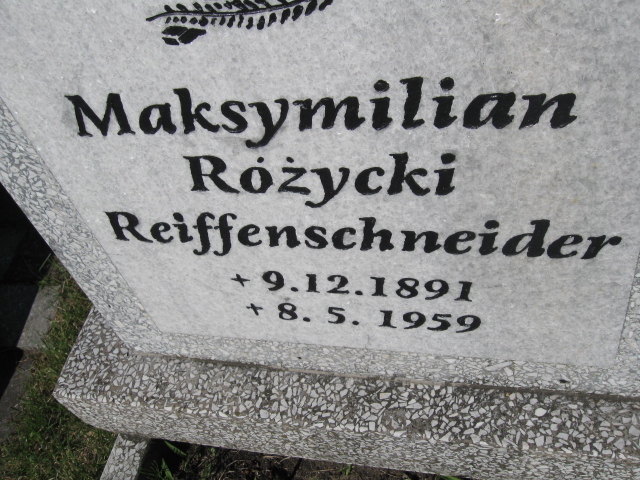 Maksymilian
Różycki
Reiffenschneider
+ 9.12.1891
+ 8. 5. 1959